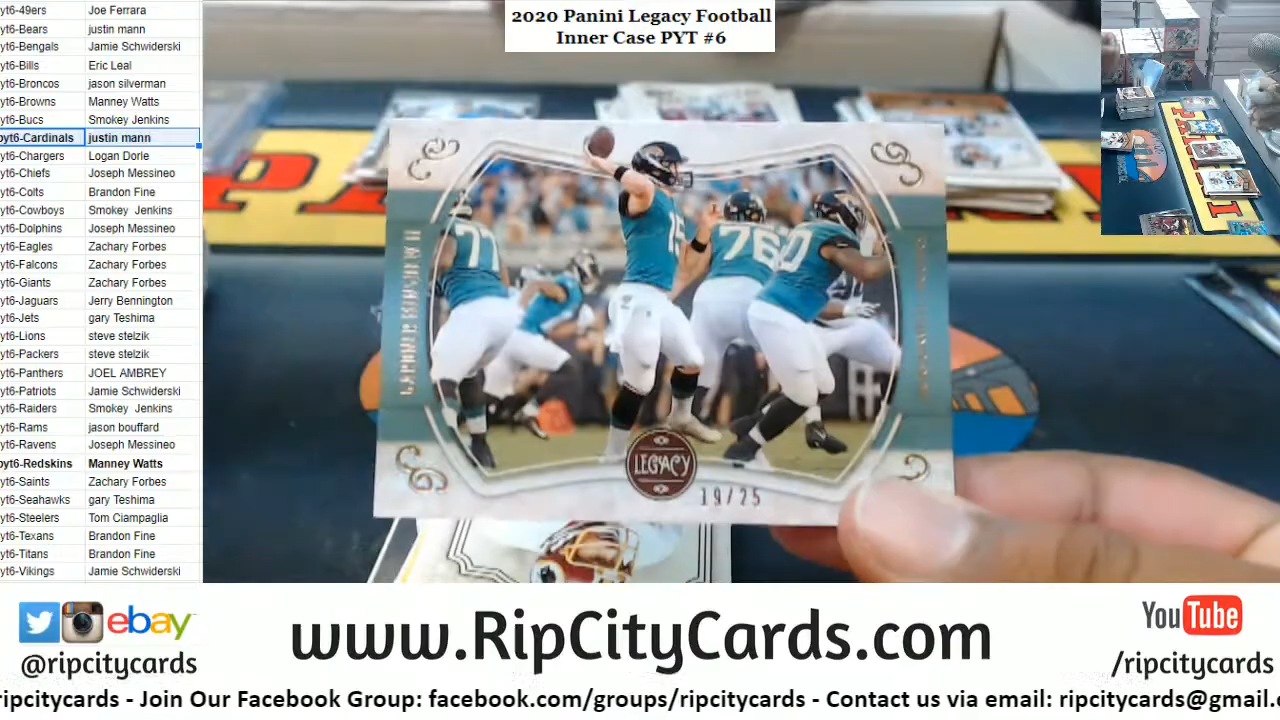 2020 Panini Legacy Football
Inner Case PYT #6
yt6-49ers Joe Ferrara
yt6-Bears justin mann
yt6-Bengals Jamie Schwiderski
yt6-Bills Eric Leal
yt6-Broncos jason silverman
yt6-Browns Manney Watts
yt6-Bucs Smokey Jenkins
pyt6-Cardinals justin mann
yt6-Chargers Logan Dorle
yt6-Chiefs Joseph Messineo
yt6-Colts Brandon Fine
yt6-Cowboys Smokey Jenkins
yt6-Dolphins Joseph Messineo
yt6-Eagles Zachary Forbes
yt6-Falcons Zachary Forbes
yt6-Giants Zachary Forbes
yt6-Jaguars Jerry Bennington
yt6-Jets gary Teshima
yt6-Lions steve stelzik
yt6-Packers steve stelzik
yt6-Panthers JOEL AMBREY
yt6-Patriots Jamie Schwiderski
yt6-Raiders Smokey Jenkins
yt6-Rams jason bouffard
yt6-Ravens Joseph Messineo
pyt6-Redskins Manney Watts
yt6-Saints Zachary Forbes
yt6-Seahawks gary Teshima
yt6-Steelers Tom Ciampaglia
yt6-Texans Brandon Fine
yt6-Titans Brandon Fine
yt6-Vikings Jamie Schwiderski
GARDNER MINSHEW II
77
15
76
LEGACY
19/25
ebay
@ripcitycards
www.RipCityCards.com
YouTube
/ripcitycards
ripcitycards - Join Our Facebook Group: facebook.com/groups/ripcitycards - Contact us via email: ripcitycards@gmail.